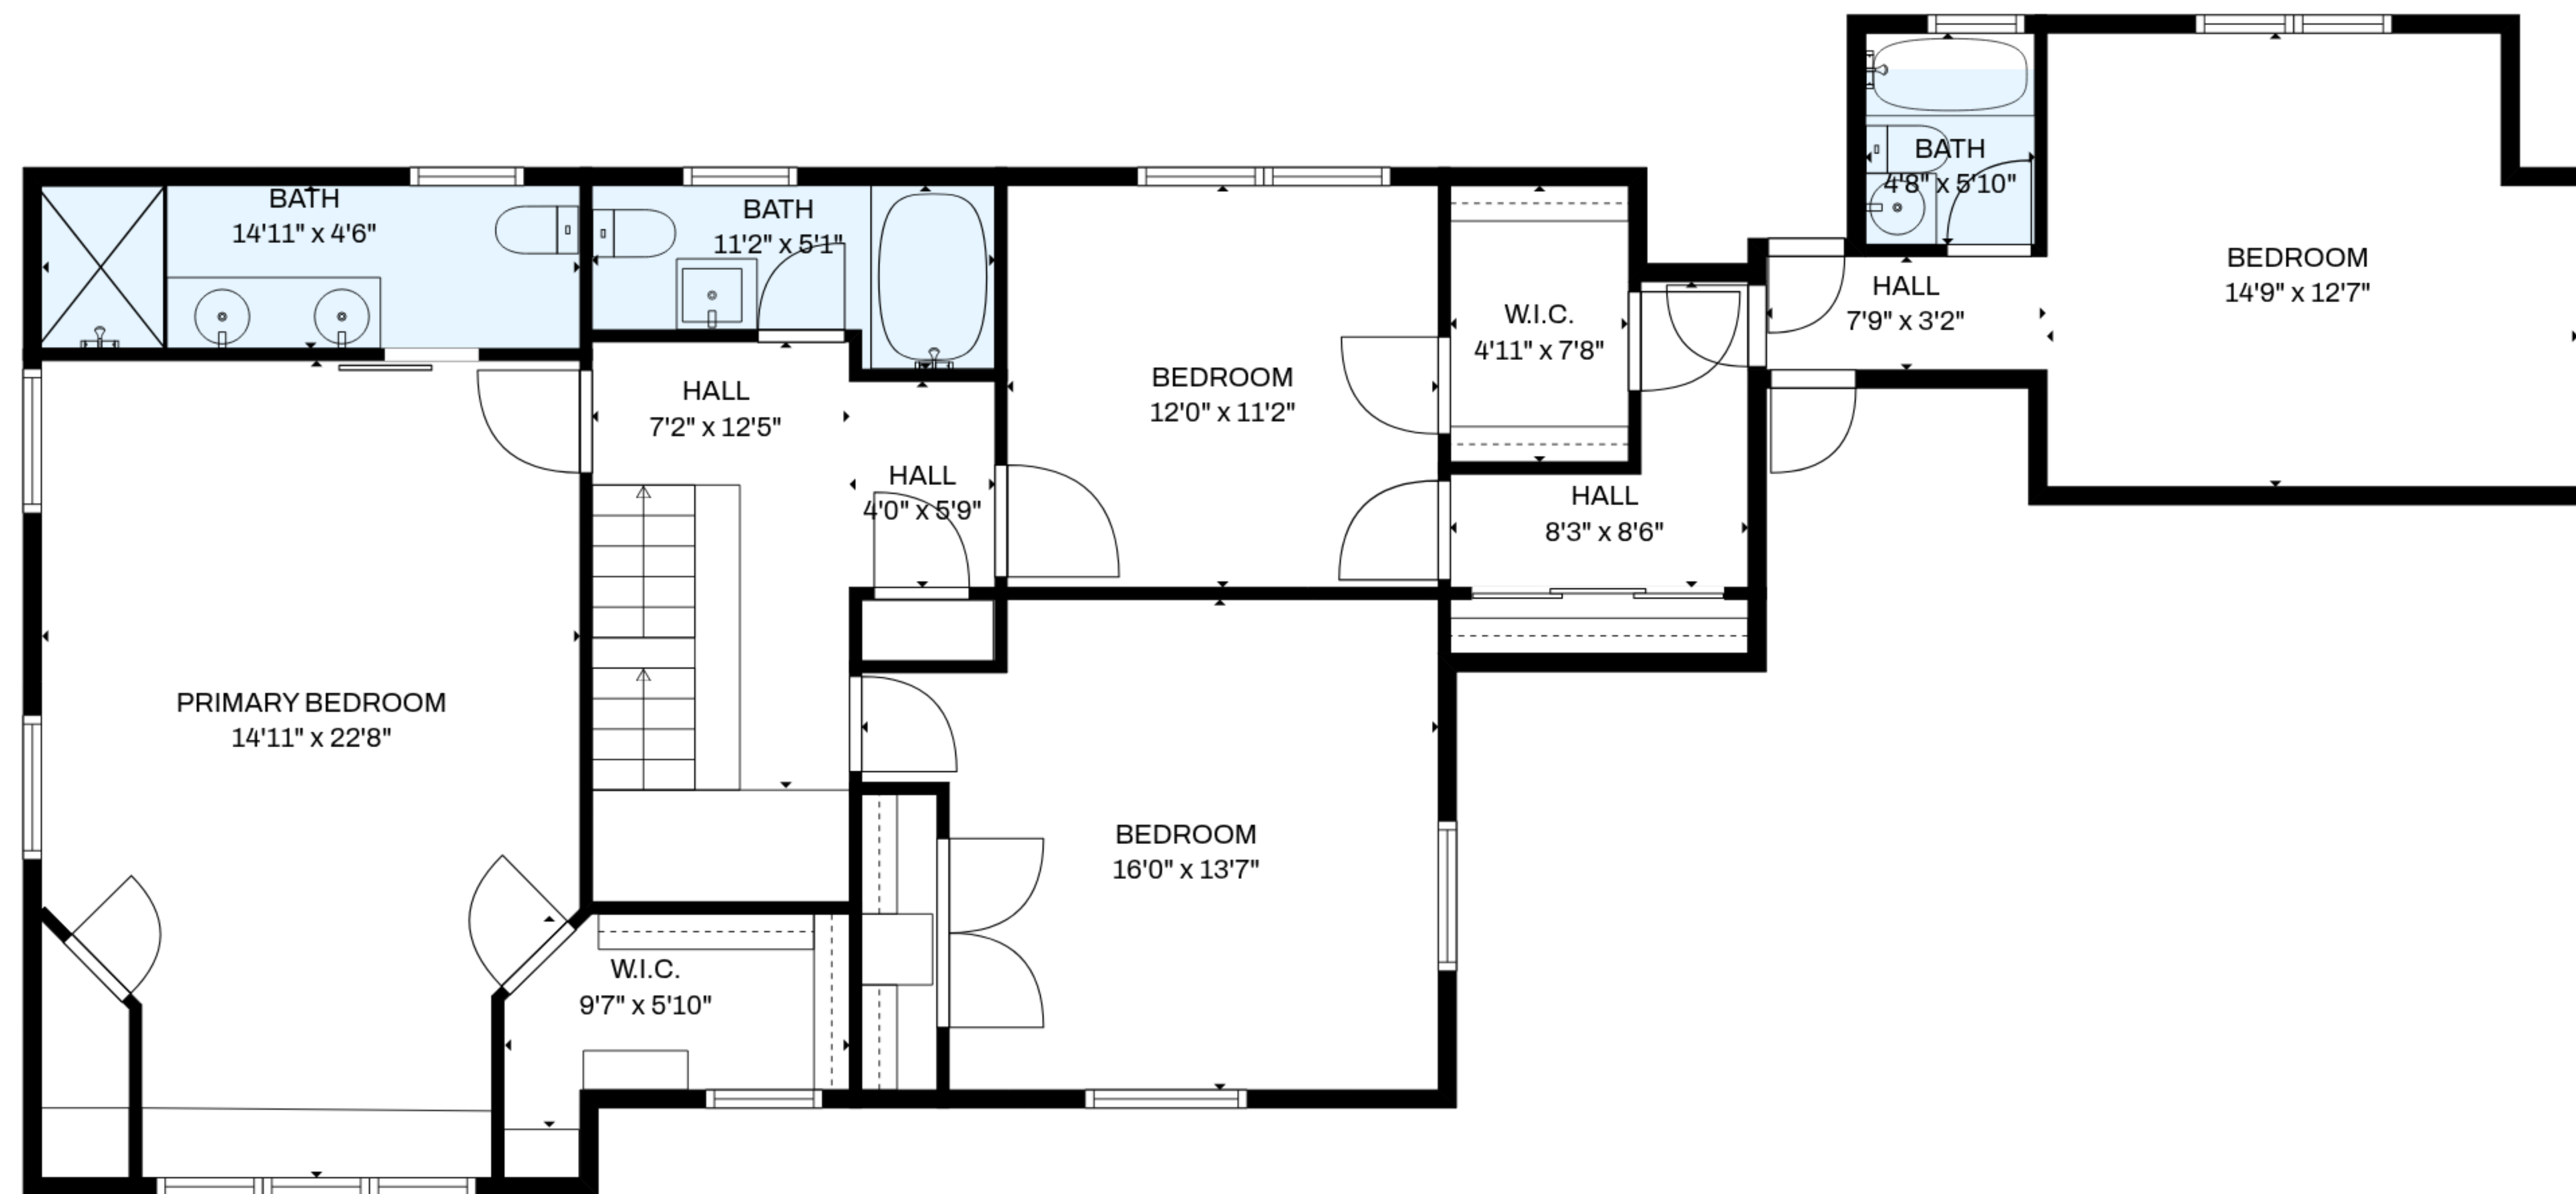 BATH
14'11" x 4'6"
BATH
11'2" x 5'1"
BATH
4'8" x 5'10"
BEDROOM
14'9" x 12'7"
HALL
7'9" x 3'2"
W.I.C.
4'11" x 7'8"
BEDROOM
12'0" x 11'2"
HALL
7'2" x 12'5"
HALL
4'0" x 5'9"
HALL
8'3" x 8'6"
PRIMARY BEDROOM
14'11" x 22'8"
BEDROOM
16'0" x 13'7"
W.I.C.
9'7" x 5'10"